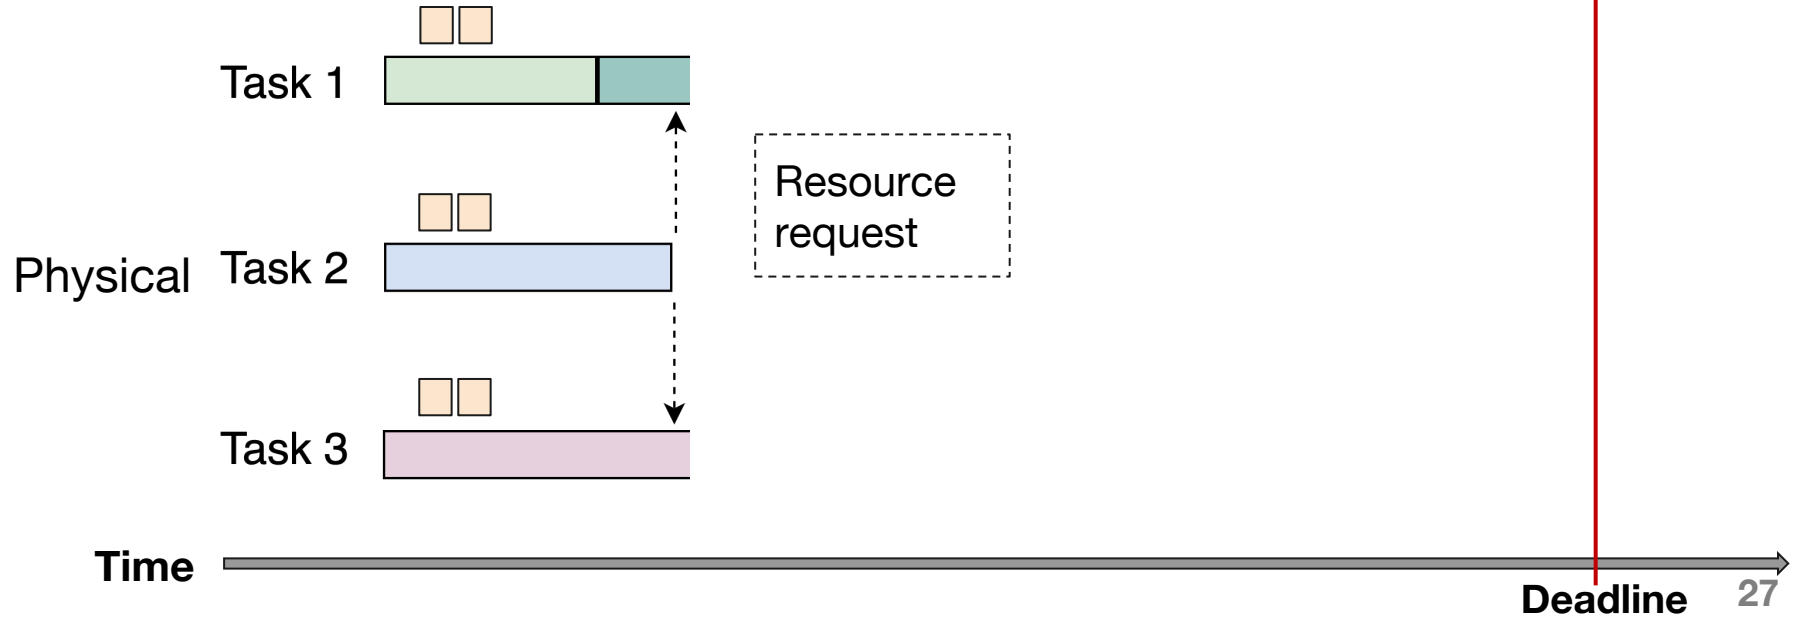 Task 1
Resource
request
Physical
Task 2
Task 3
Time
Deadline
27